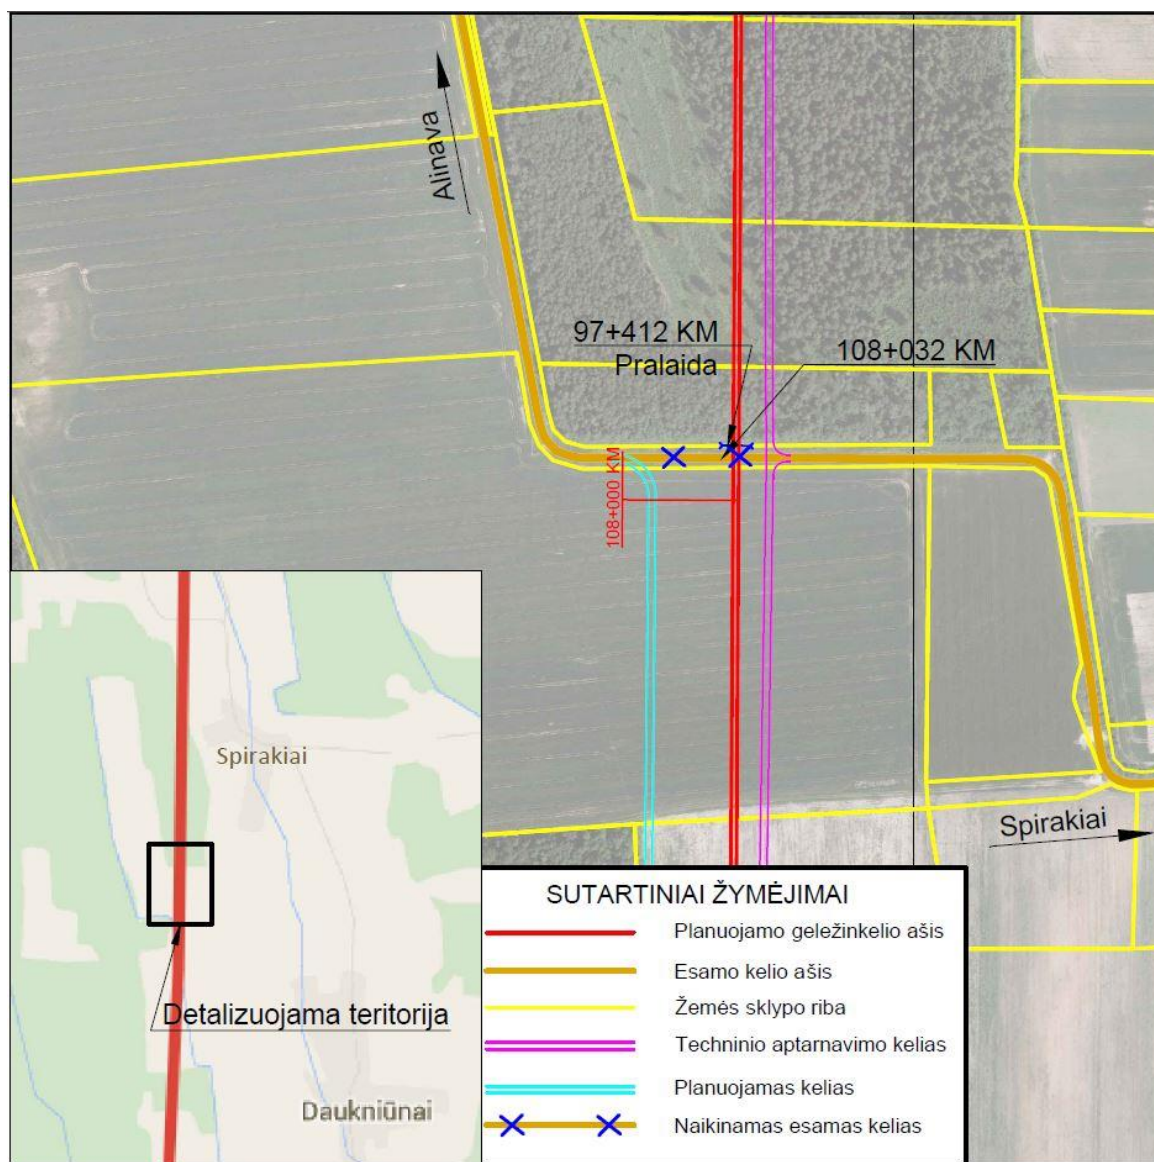 Alinava
97+412 KM
Pralaida
108+032 KM
108+000 KM
Spirakiai
Spirakiai
Detalizuojama teritorija
Daukniūnai
SUTARTINIAI ŽYMĖJIMAI
Planuojamo geležinkelio ašis
Esamo kelio ašis
Žemės sklypo riba
Techninio aptarnavimo kelias
Planuojamas kelias
Naikinamas esamas kelias